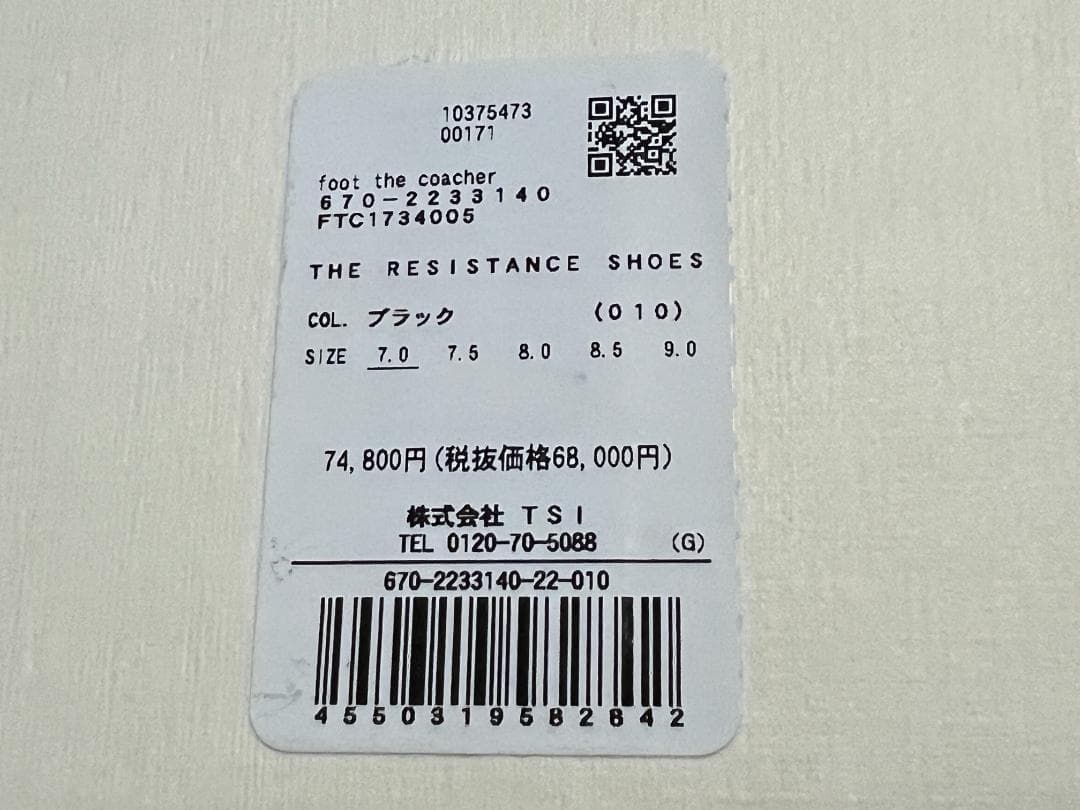 10375473
00171
foot the coacher
670-2233140
FTC1734005
THE RESISTANCE SHOES
COL. ブラック (010)
SIZE 7.0 7.5 8.0 8.5 9.0
74,800円(税抜価格68,000円)
株式会社 TSI
TEL 0120-70-5088 (G)
670-2233140-22-010
4550319582842